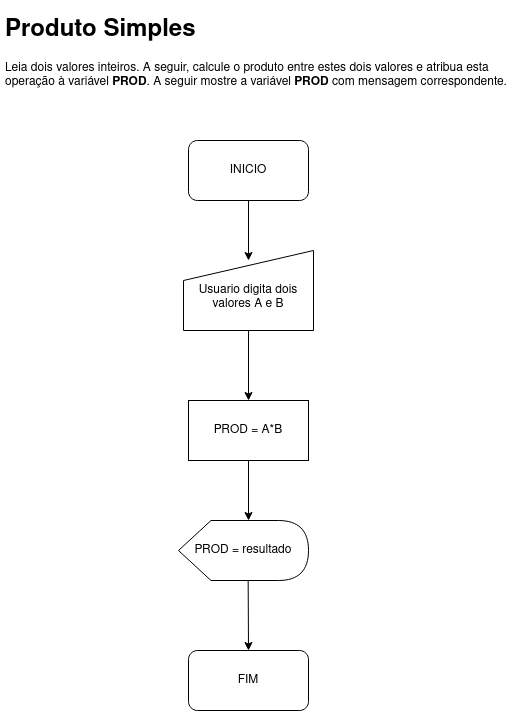 Produto Simples
Leia dois valores inteiros. A seguir, calcule o produto entre estes dois valores e atribua esta
operação à variável PROD. A seguir mostre a variável PROD com mensagem correspondente.
INICIO
Usuario digita dois
valores A e B
PROD = A*B
PROD = resultado
FIM